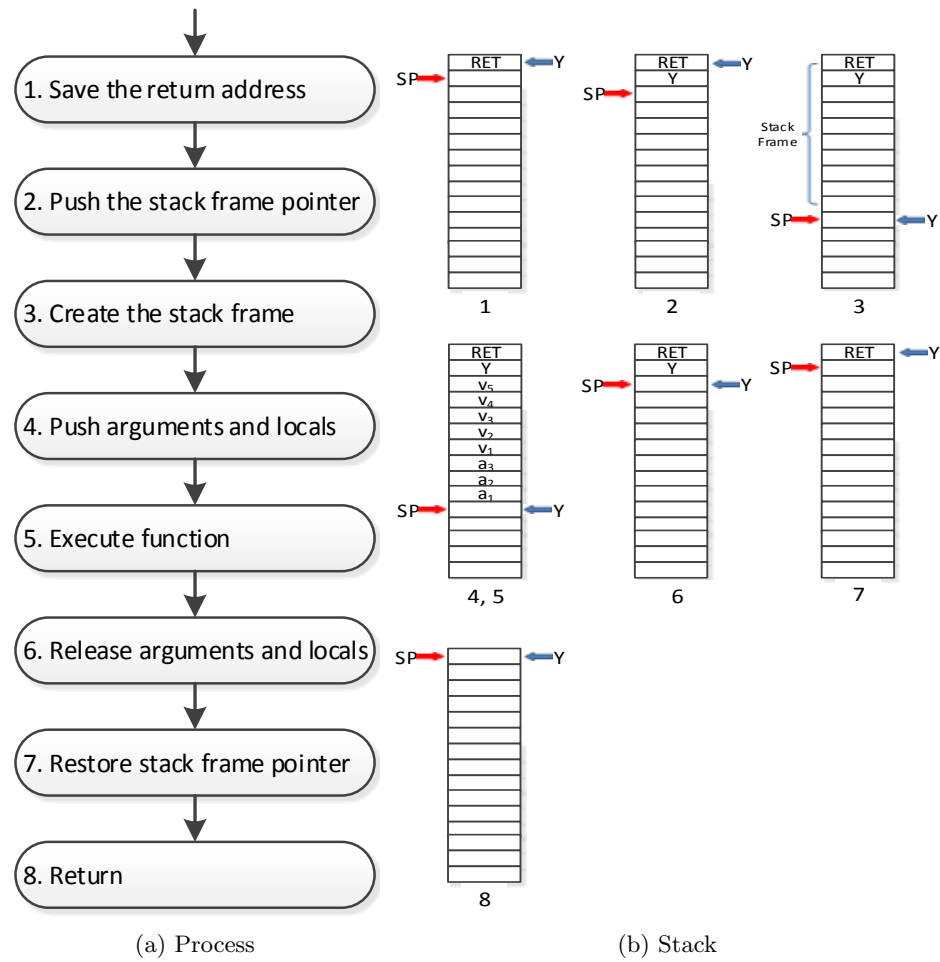 1. Save the return address
2. Push the stack frame pointer
3. Create the stack frame
4. Push arguments and locals
5. Execute function
6. Release arguments and locals
7. Restore stack frame pointer
8. Return
(a) Process
RET
Y
SP
1
RET
Y
Y
SP
2
RET
Y
Stack
Frame
SP
Y
3
RET
Y
v5
v4
v3
v2
v1
a3
a2
a1
SP
Y
4, 5
RET
Y
SP
Y
6
RET
Y
SP
7
SP
Y
8
(b) Stack